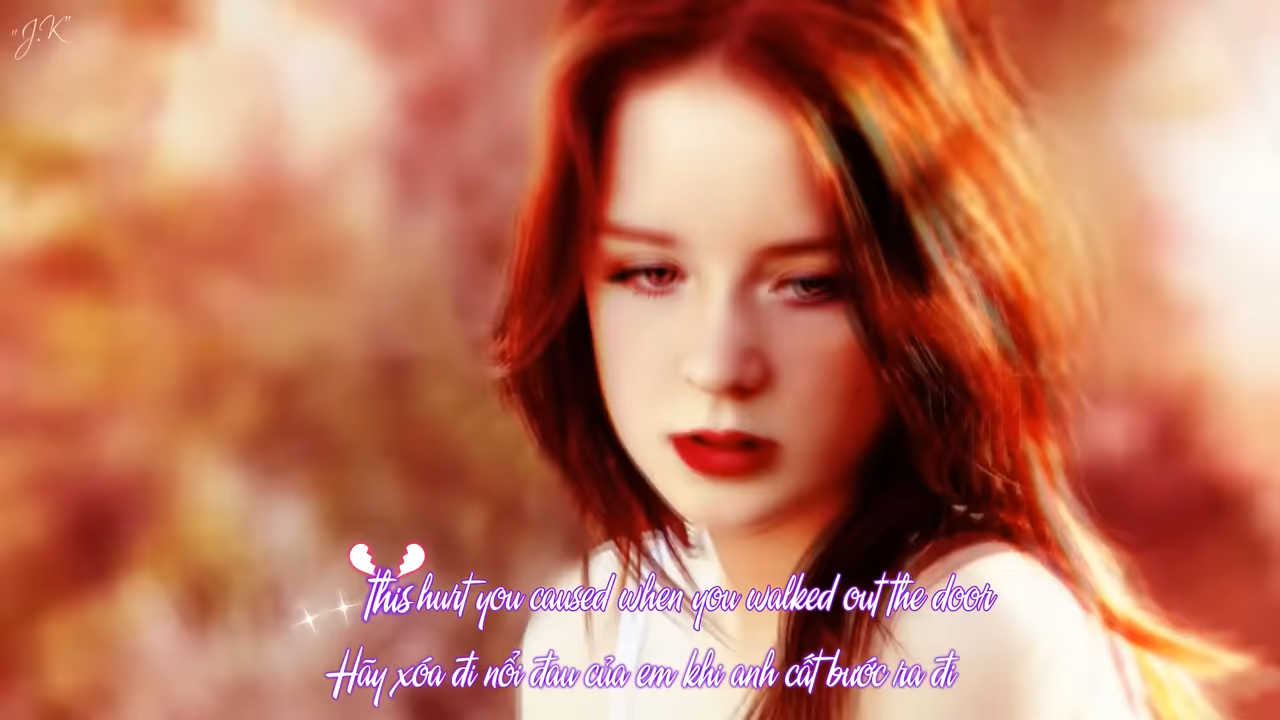 "J.K"
this hurt you caused when you walked out the door
Hãy xóa đi nổi đau của em khi anh cất bước ra đi